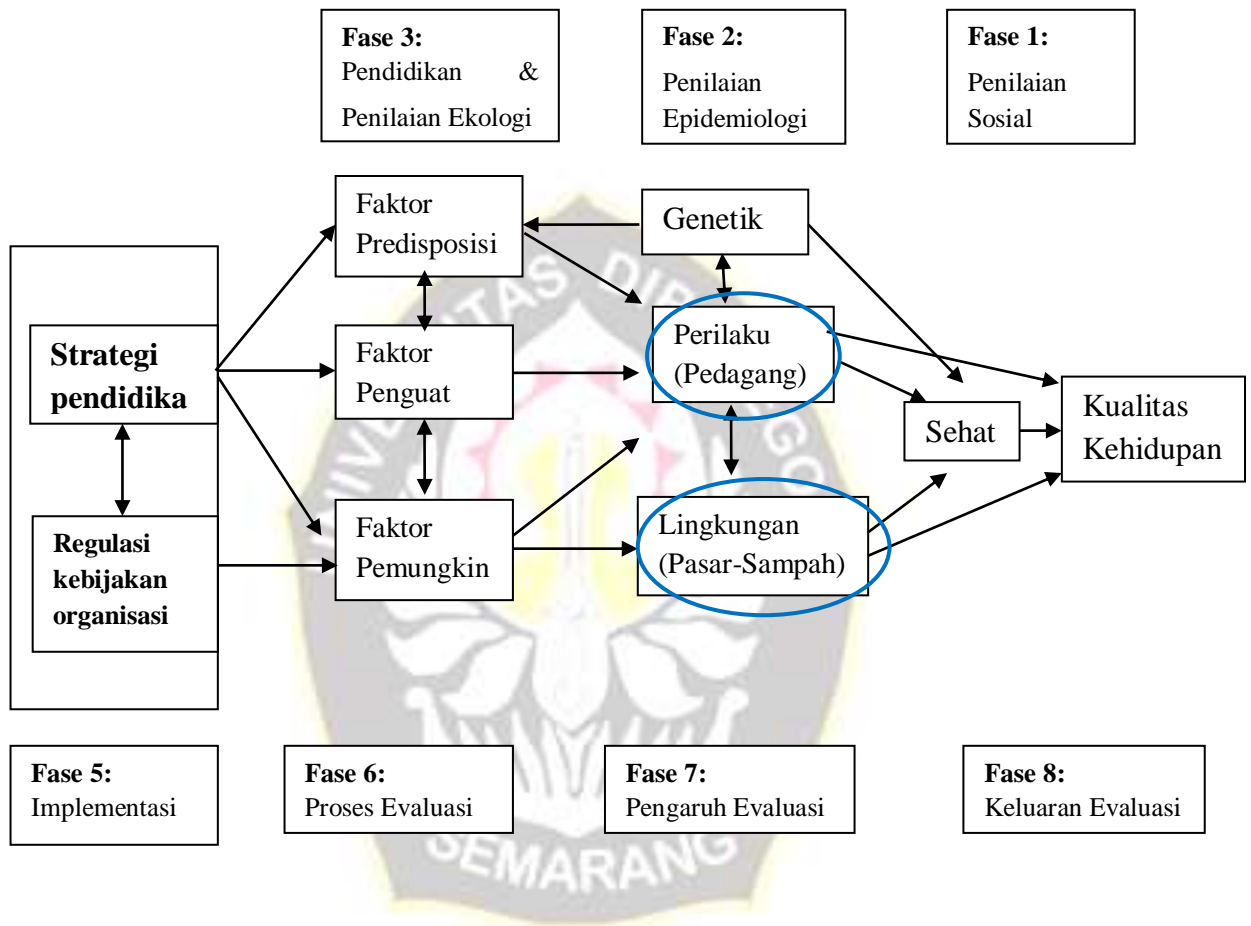 Fase 3:
Pendidikan &
Penilaian Ekologi
Fase 2:
Penilaian
Epidemiologi
Fase 1:
Penilaian
Sosial
Faktor
Predisposisi
Genetik
Strategi
pendidika
Faktor
Penguat
Perilaku
(Pedagang)
Sehat
Kualitas
Kehidupan
Regulasi
kebijakan
organisasi
Faktor
Pemungkin
Lingkungan
(Pasar-Sampah)
Fase 5:
Implementasi
Fase 6:
Proses Evaluasi
Fase 7:
Pengaruh Evaluasi
Fase 8:
Keluaran Evaluasi
SEMARANG